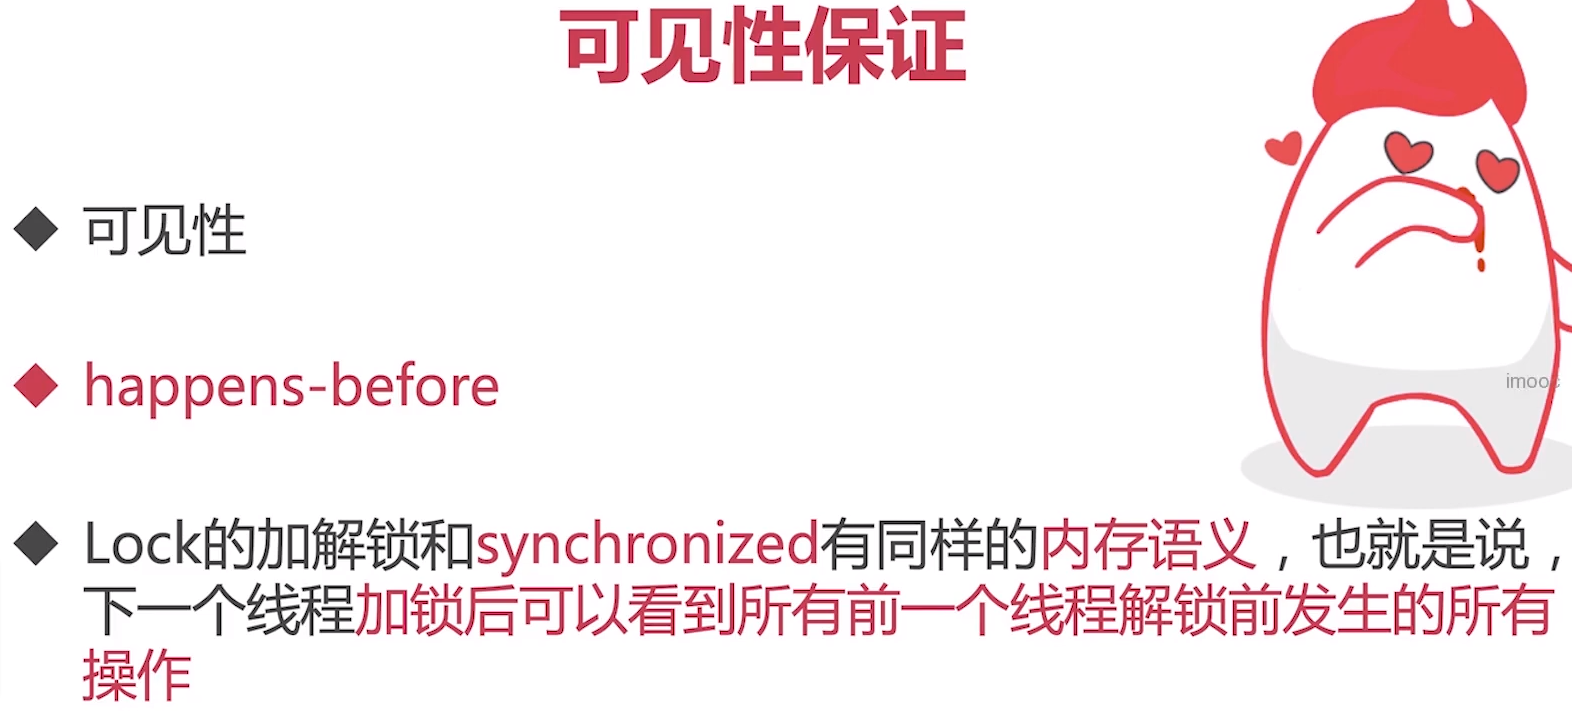 可见性保证
可见性
happens-before
imooc
Lock的加解锁和synchronized有同样的内存语义，也就是说，
下一个线程加锁后可以看到所有前一个线程解锁前发生的所有
操作